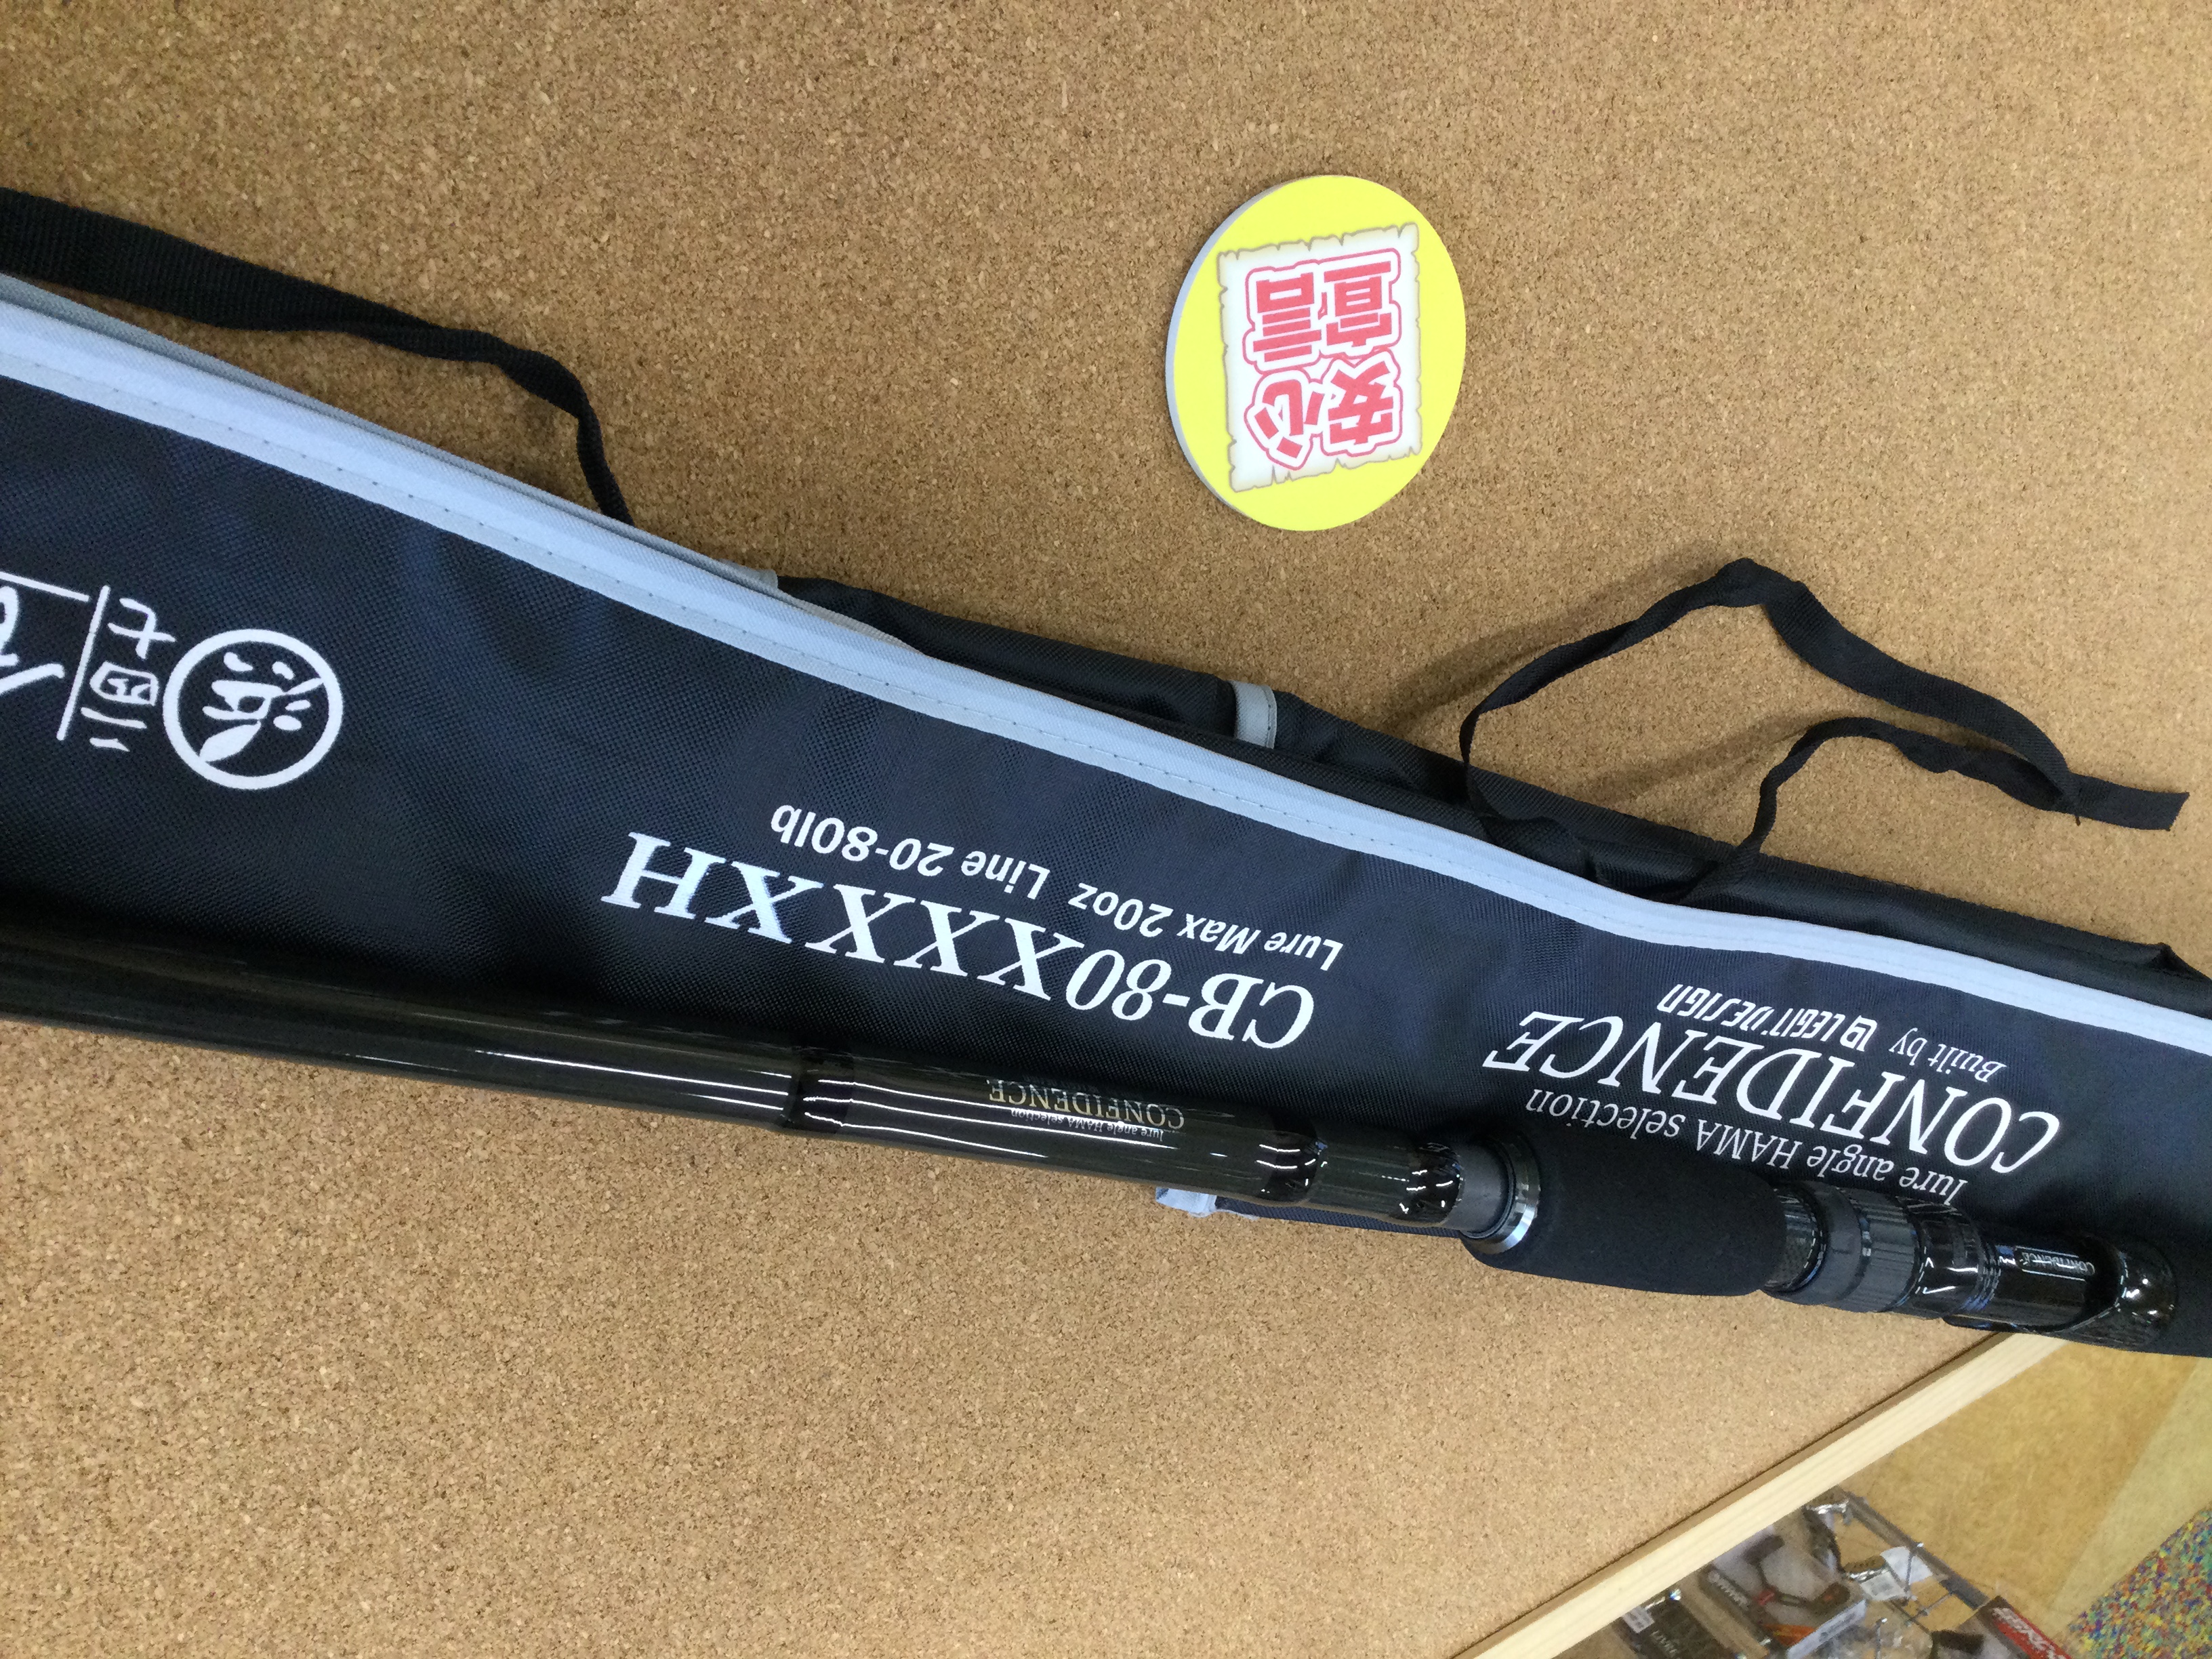 lure angle HAMA selection
CONFIDENCE
Built by LEGIT DESIGN
CB-80XXXXH
Lure Max 20oz Line 20-80lb
lure angle HAMA selection
CONFIDENCE
CONFIDENCE
安心
宣言